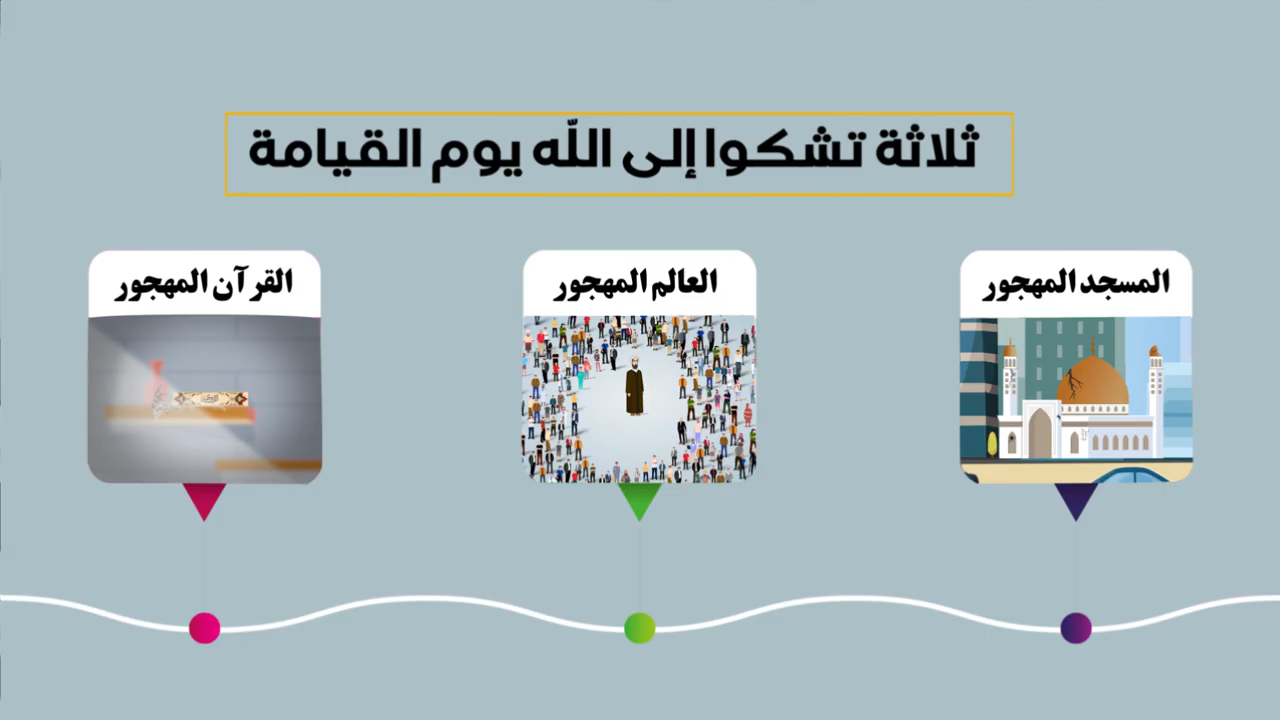 ثلاثة تشكوا إلى الله يوم القيامة
المسجد المهجور
العالم المهجور
القرآن المهجور